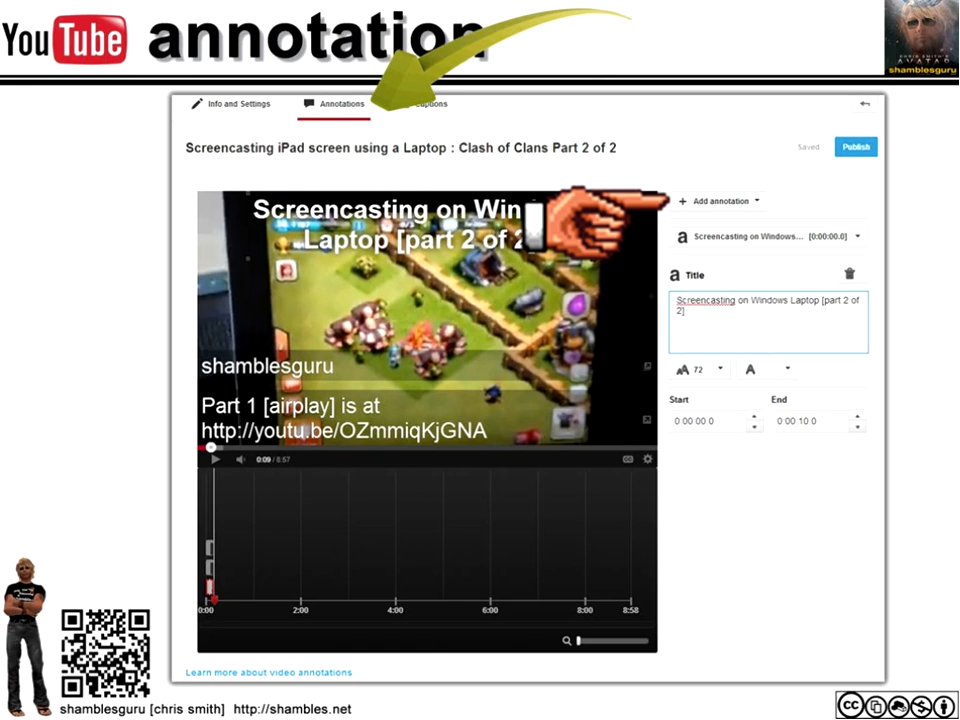 YouTube annotation
CHRIS SMITH'S
AVATAR
shamblesguru
Info and Settings
Annotations
Captions
Screencasting iPad screen using a Laptop : Clash of Clans Part 2 of 2
Saved
Publish
Screencasting on Win
Laptop [part 2 of 2
+ Add annotation
a Screencasting on Windows... [0:00:00.0]
a Title
Screencasting on Windows Laptop [part 2 of
2]
shamblesguru
AA 72
A
Part 1 [airplay] is at
http://youtu.be/OZmmiqKjGNA
Start
End
0:00:00.0
0:00:10.0
0:09 / 8:57
0:00 2:00 4:00 6:00 8:00 8:58
Learn more about video annotations
shamblesguru [chris smith] http://shambles.net
cc